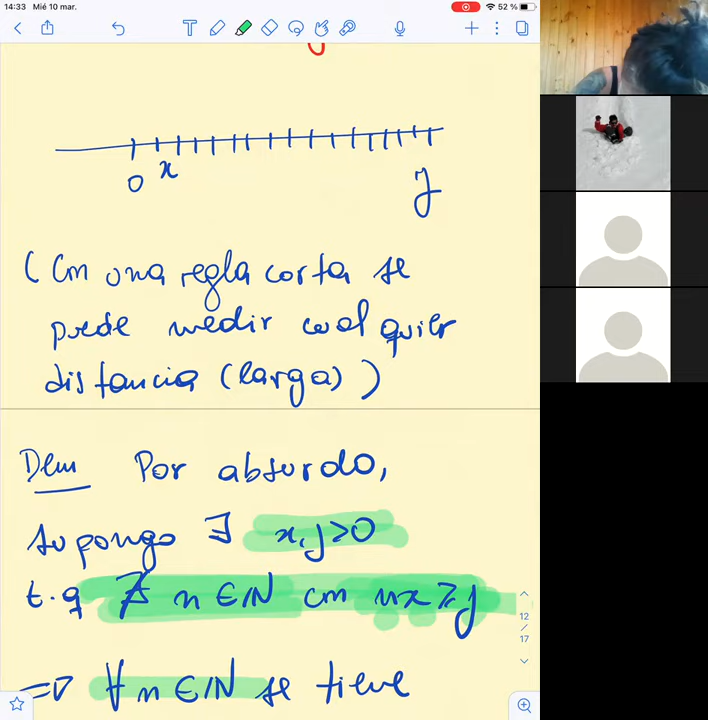 14:33 Mié 10 mar.
52 %
0 x y
(Con una regla corta se
puede medir cualquier
distancia (larga))
Dem Por absurdo,
supongo ∃ x, y > 0
t.q ∄ n ∈ ℕ con nx ≥ y
12
/
17
⇒ ∀ n ∈ ℕ se tiene